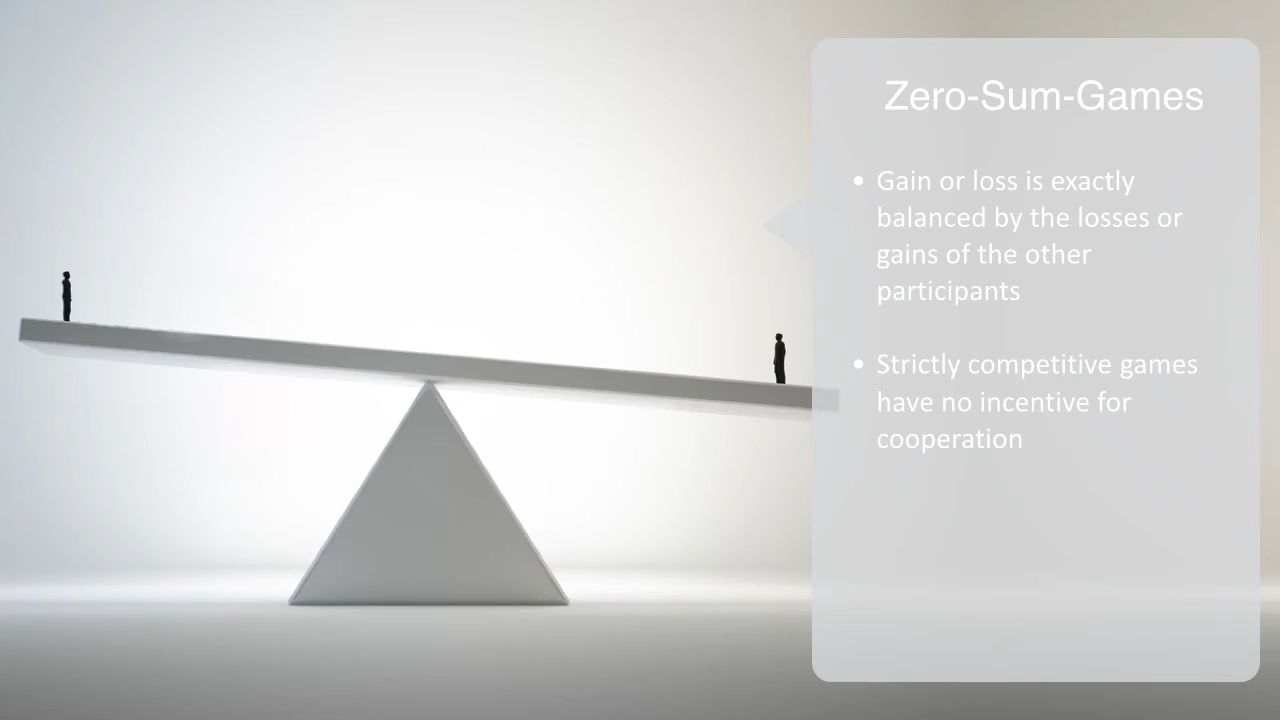 Zero-Sum-Games
• Gain or loss is exactly
balanced by the losses or
gains of the other
participants
• Strictly competitive games
have no incentive for
cooperation